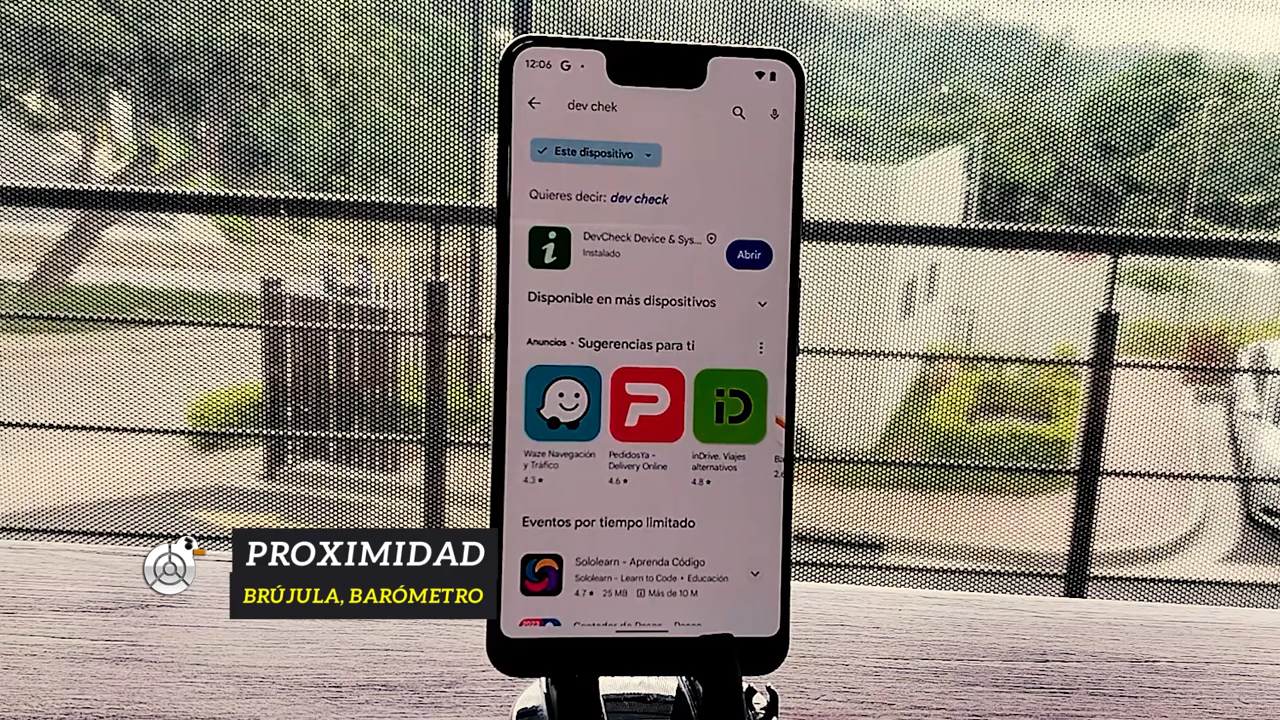 12:06 G
dev chek
Este dispositivo
Quieres decir: dev check
DevCheck Device & Sys...
Instalado
Abrir
Disponible en más dispositivos
Anuncios · Sugerencias para ti
Waze Navegación y Tráfico
4.3 ★
PedidosYa - Delivery Online
4.6 ★
iD
inDrive. Viajes alternativos
4.8 ★
Eventos por tiempo limitado
Sololearn - Aprenda Código
Sololearn - Learn to Code • Educación
4.7 ★ 25 MB Más de 10 M
PROXIMIDAD
BRÚJULA, BARÓMETRO